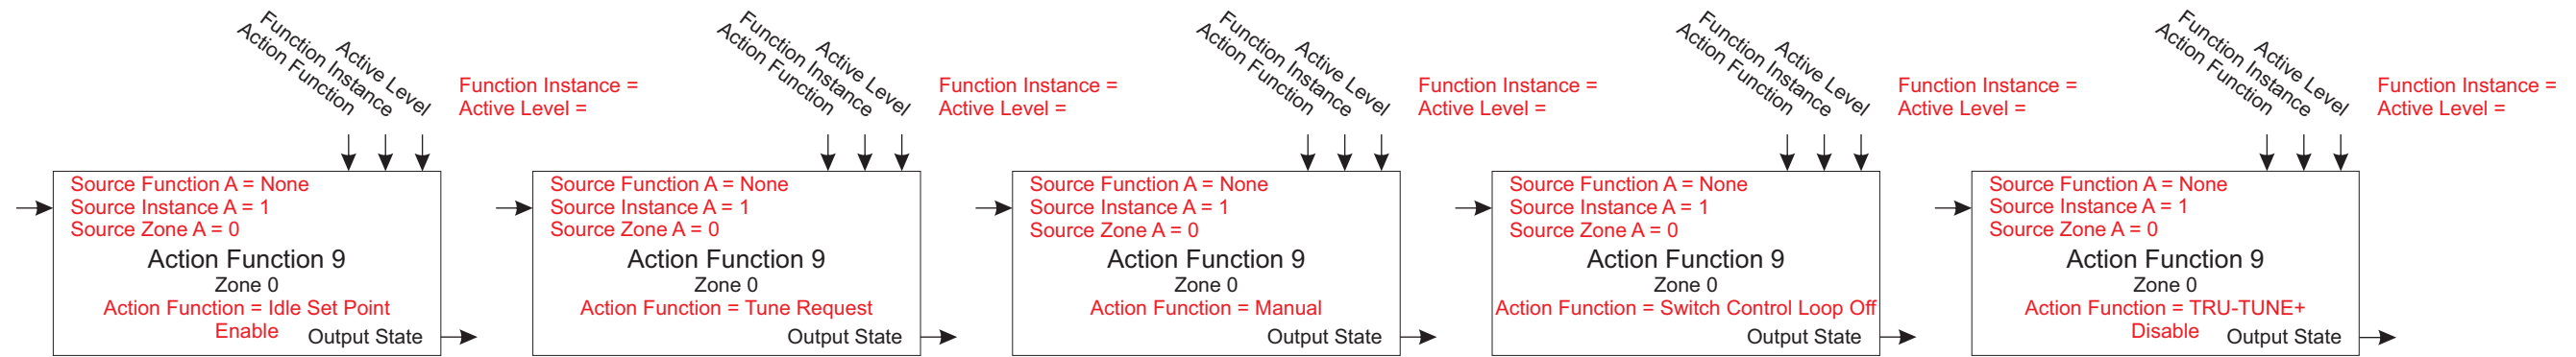 Function Instance
Action Function
Active Level
Function Instance =
Active Level =
Source Function A = None
Source Instance A = 1
Source Zone A = 0
Action Function 9
Zone 0
Action Function = Idle Set Point
Enable
Output State
Function Instance
Action Function
Active Level
Function Instance =
Active Level =
Source Function A = None
Source Instance A = 1
Source Zone A = 0
Action Function 9
Zone 0
Action Function = Tune Request
Output State
Function Instance
Action Function
Active Level
Function Instance =
Active Level =
Source Function A = None
Source Instance A = 1
Source Zone A = 0
Action Function 9
Zone 0
Action Function = Manual
Output State
Function Instance
Action Function
Active Level
Function Instance =
Active Level =
Source Function A = None
Source Instance A = 1
Source Zone A = 0
Action Function 9
Zone 0
Action Function = Switch Control Loop Off
Output State
Function Instance
Action Function
Active Level
Function Instance =
Active Level =
Source Function A = None
Source Instance A = 1
Source Zone A = 0
Action Function 9
Zone 0
Action Function = TRU-TUNE+
Disable
Output State